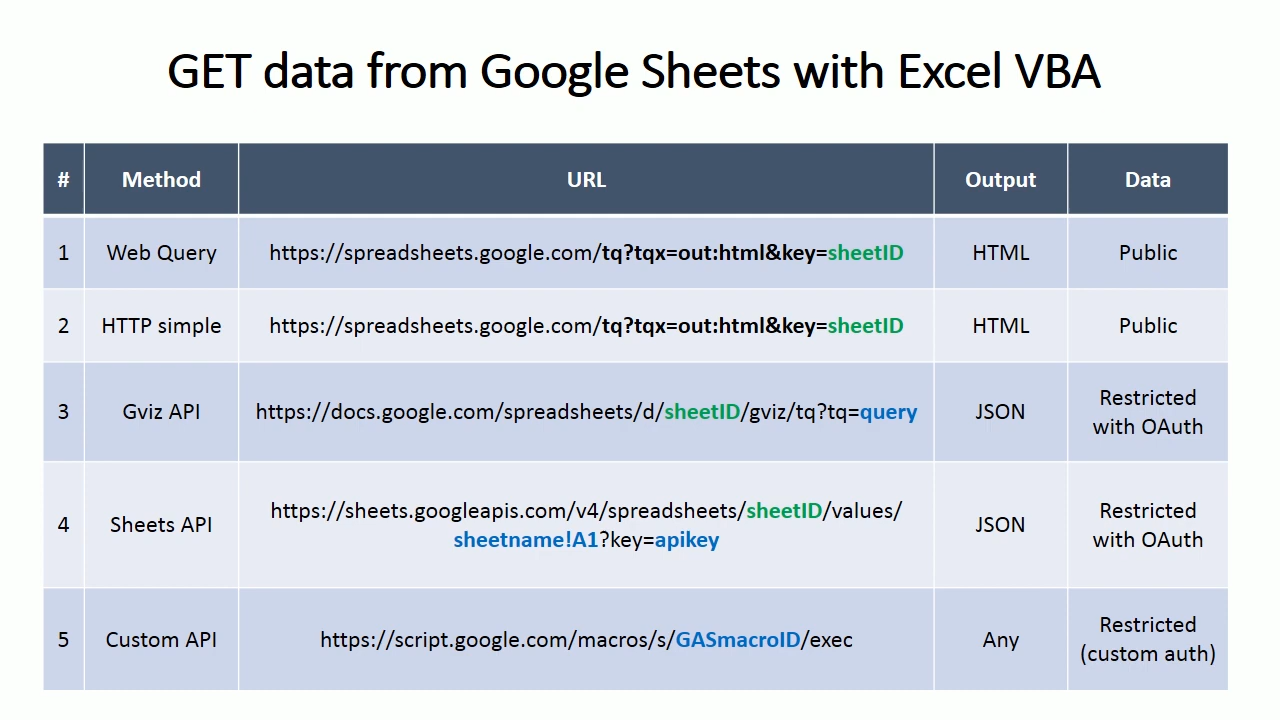 GET data from Google Sheets with Excel VBA
# Method URL Output Data
1 Web Query https://spreadsheets.google.com/tq?tqx=out:html&key=sheetID HTML Public
2 HTTP simple https://spreadsheets.google.com/tq?tqx=out:html&key=sheetID HTML Public
3 Gviz API https://docs.google.com/spreadsheets/d/sheetID/gviz/tq?tq=query JSON Restricted
with OAuth
4 Sheets API https://sheets.googleapis.com/v4/spreadsheets/sheetID/values/
sheetname!A1?key=apikey JSON Restricted
with OAuth
5 Custom API https://script.google.com/macros/s/GASmacroID/exec Any Restricted
(custom auth)